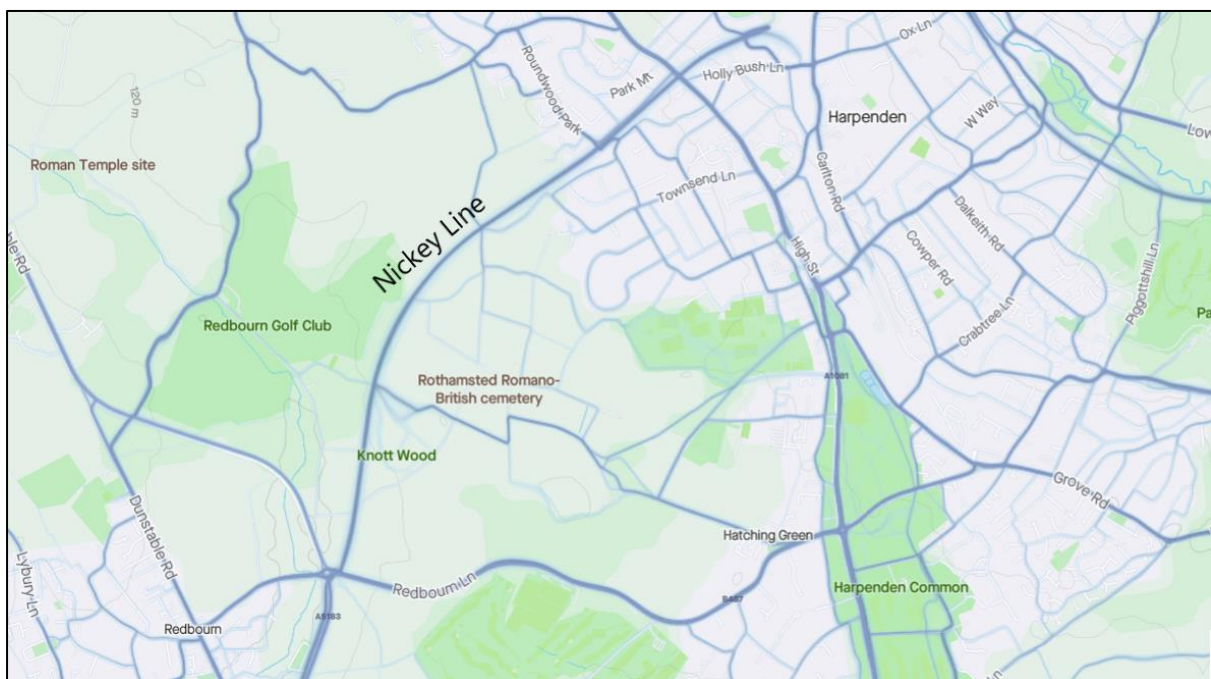 Ox Ln
Holly Bush Ln
Roundwood Park
Park Mt
120 m
Harpenden
W Way
Low
Roman Temple site
Townsend Ln
Carlton Rd
Dalkeith Rd
ble Rd
Nickey Line
High St
Cowper Rd
Piggottshill Ln
Redbourn Golf Club
Pa
Crabtree Ln
Rothamsted Romano-
British cemetery
A1081
Knott Wood
Grove Rd
Dunstable Rd
Hatching Green
Lybury Ln
Redbourn Ln
Harpenden Common
B487
A5183
Redbourn